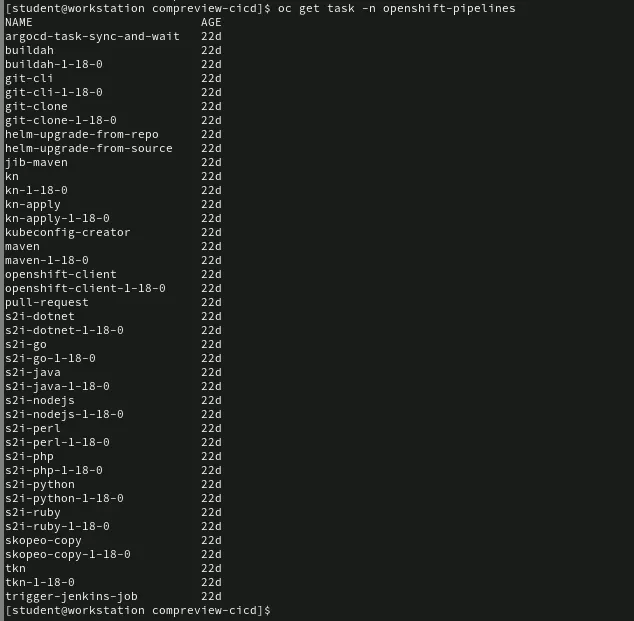 [student@workstation compreview-cicd]$ oc get task -n openshift-pipelines
NAME AGE
argocd-task-sync-and-wait 22d
buildah 22d
buildah-1-18-0 22d
git-cli 22d
git-cli-1-18-0 22d
git-clone 22d
git-clone-1-18-0 22d
helm-upgrade-from-repo 22d
helm-upgrade-from-source 22d
jib-maven 22d
kn 22d
kn-1-18-0 22d
kn-apply 22d
kn-apply-1-18-0 22d
kubeconfig-creator 22d
maven 22d
maven-1-18-0 22d
openshift-client 22d
openshift-client-1-18-0 22d
pull-request 22d
s2i-dotnet 22d
s2i-dotnet-1-18-0 22d
s2i-go 22d
s2i-go-1-18-0 22d
s2i-java 22d
s2i-java-1-18-0 22d
s2i-nodejs 22d
s2i-nodejs-1-18-0 22d
s2i-perl 22d
s2i-perl-1-18-0 22d
s2i-php 22d
s2i-php-1-18-0 22d
s2i-python 22d
s2i-python-1-18-0 22d
s2i-ruby 22d
s2i-ruby-1-18-0 22d
skopeo-copy 22d
skopeo-copy-1-18-0 22d
tkn 22d
tkn-1-18-0 22d
trigger-jenkins-job 22d
[student@workstation compreview-cicd]$